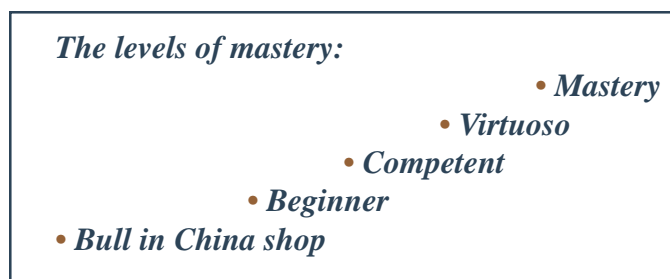 The levels of mastery:
• Mastery
• Virtuoso
• Competent
• Beginner
• Bull in China shop